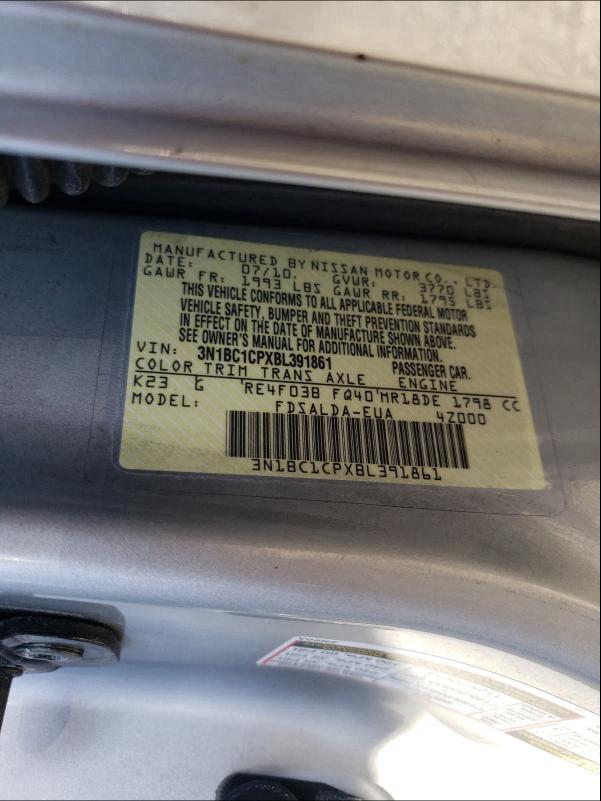 MANUFACTURED BY NISSAN MOTOR CO., LTD.
DATE: 07/10. GVWR: 3770 LBS
GAWR FR: 1993 LBS GAWR RR: 1795 LBS
THIS VEHICLE CONFORMS TO ALL APPLICABLE FEDERAL MOTOR
VEHICLE SAFETY, BUMPER AND THEFT PREVENTION STANDARDS
IN EFFECT ON THE DATE OF MANUFACTURE SHOWN ABOVE.
SEE OWNER'S MANUAL FOR ADDITIONAL INFORMATION.
VIN: 3N1BC1CPXBL391861 PASSENGER CAR.
COLOR TRIM TRANS AXLE ENGINE
K23 G RE4F03B FQ40 MR18DE 1798 CC
MODEL: FDSALDA-EUA 4Z000
3N1BC1CPXBL391861